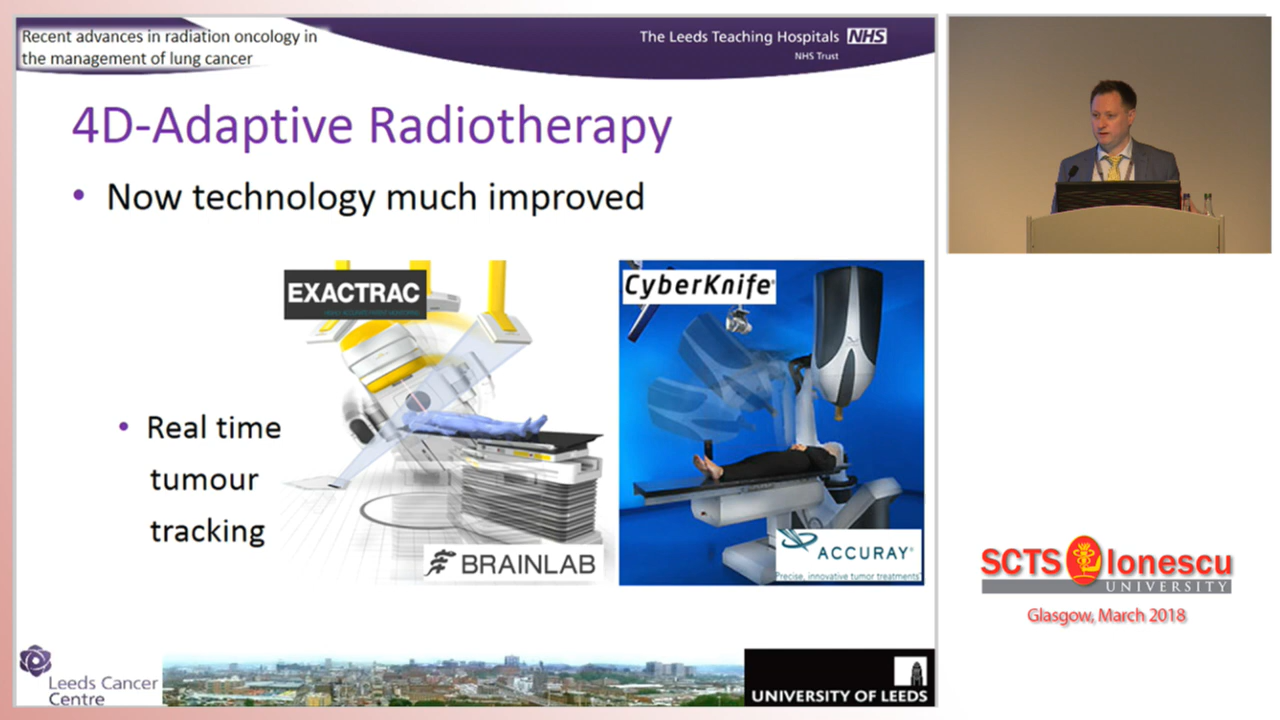 Recent advances in radiation oncology in
the management of lung cancer
The Leeds Teaching Hospitals NHS
NHS Trust
4D-Adaptive Radiotherapy
• Now technology much improved
EXACTRAC
CyberKnife®
• Real time
tumour
tracking
BRAINLAB
ACCURAY®
Precise, innovative tumor treatments
Leeds Cancer
Centre
UNIVERSITY OF LEEDS
SCTS Ionescu
UNIVERSITY
Glasgow, March 2018